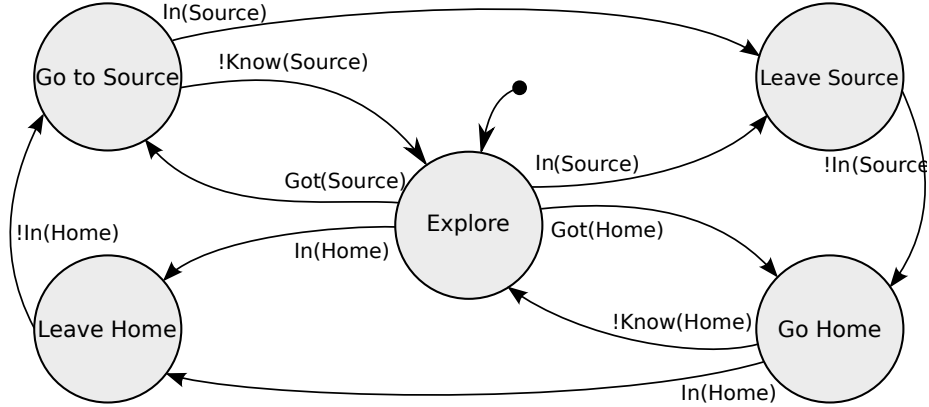 In(Source)
Go to Source
!Know(Source)
Leave Source
In(Source)
!In(Source
Got(Source)
Explore
Got(Home)
!In(Home)
In(Home)
Leave Home
!Know(Home)
Go Home
In(Home)